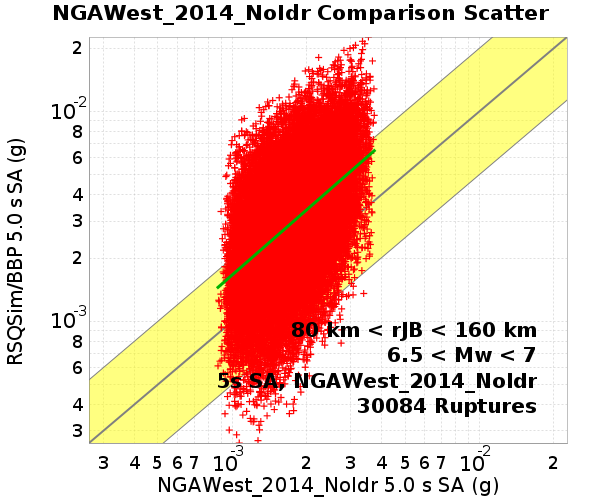 NGAWest_2014_NoIdr Comparison Scatter
RSQSim/BBP 5.0 s SA (g)
2
10-2
8
6
4
3
2
10-3
8
6
4
3
80 km < rJB < 160 km
6.5 < Mw < 7
5s SA, NGAWest_2014_NoIdr
30084 Ruptures
3 4 5 6 7 10-3 2 3 4 5 6 7 10-2 2
NGAWest_2014_NoIdr 5.0 s SA (g)